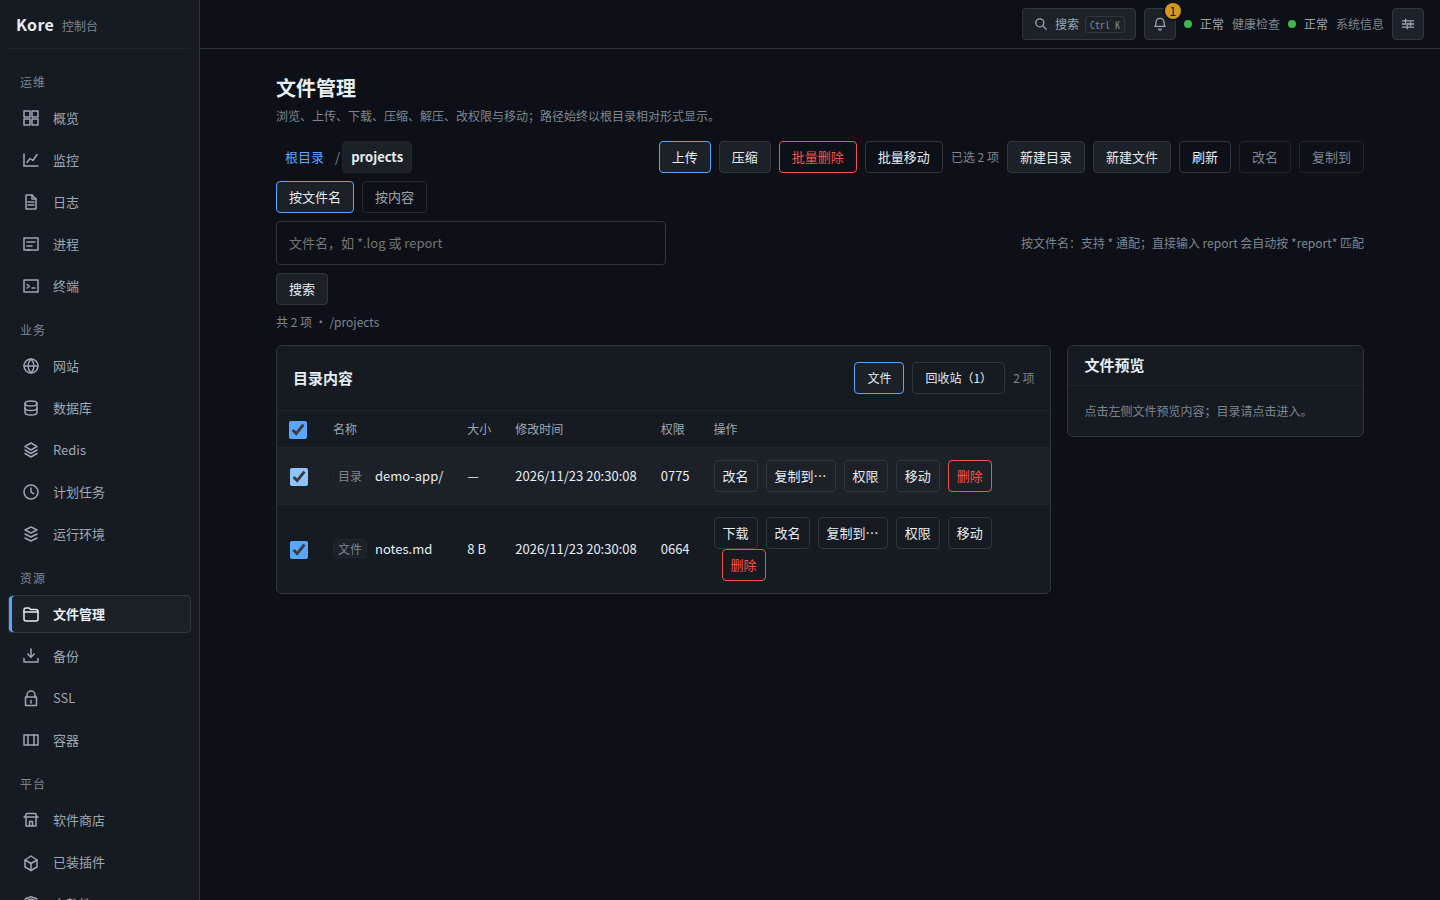 Kore 控制台
搜索 Ctrl K
1
正常 健康检查
正常 系统信息
运维
概览
监控
日志
进程
终端
业务
网站
数据库
Redis
计划任务
运行环境
资源
文件管理
备份
SSL
容器
平台
软件商店
已装插件
文件管理
浏览、上传、下载、压缩、解压、改权限与移动；路径始终以根目录相对形式显示。
根目录 / projects
上传 压缩 批量删除 批量移动 已选 2 项 新建目录 新建文件 刷新 改名 复制到
按文件名 按内容
文件名，如 *.log 或 report
按文件名：支持 * 通配；直接输入 report 会自动按 *report* 匹配
搜索
共 2 项 · /projects
目录内容
文件 回收站（1） 2 项
名称 大小 修改时间 权限 操作
目录 demo-app/ — 2026/11/23 20:30:08 0775 改名 复制到… 权限 移动 删除
文件 notes.md 8 B 2026/11/23 20:30:08 0664 下载 改名 复制到… 权限 移动
删除
文件预览
点击左侧文件预览内容；目录请点击进入。